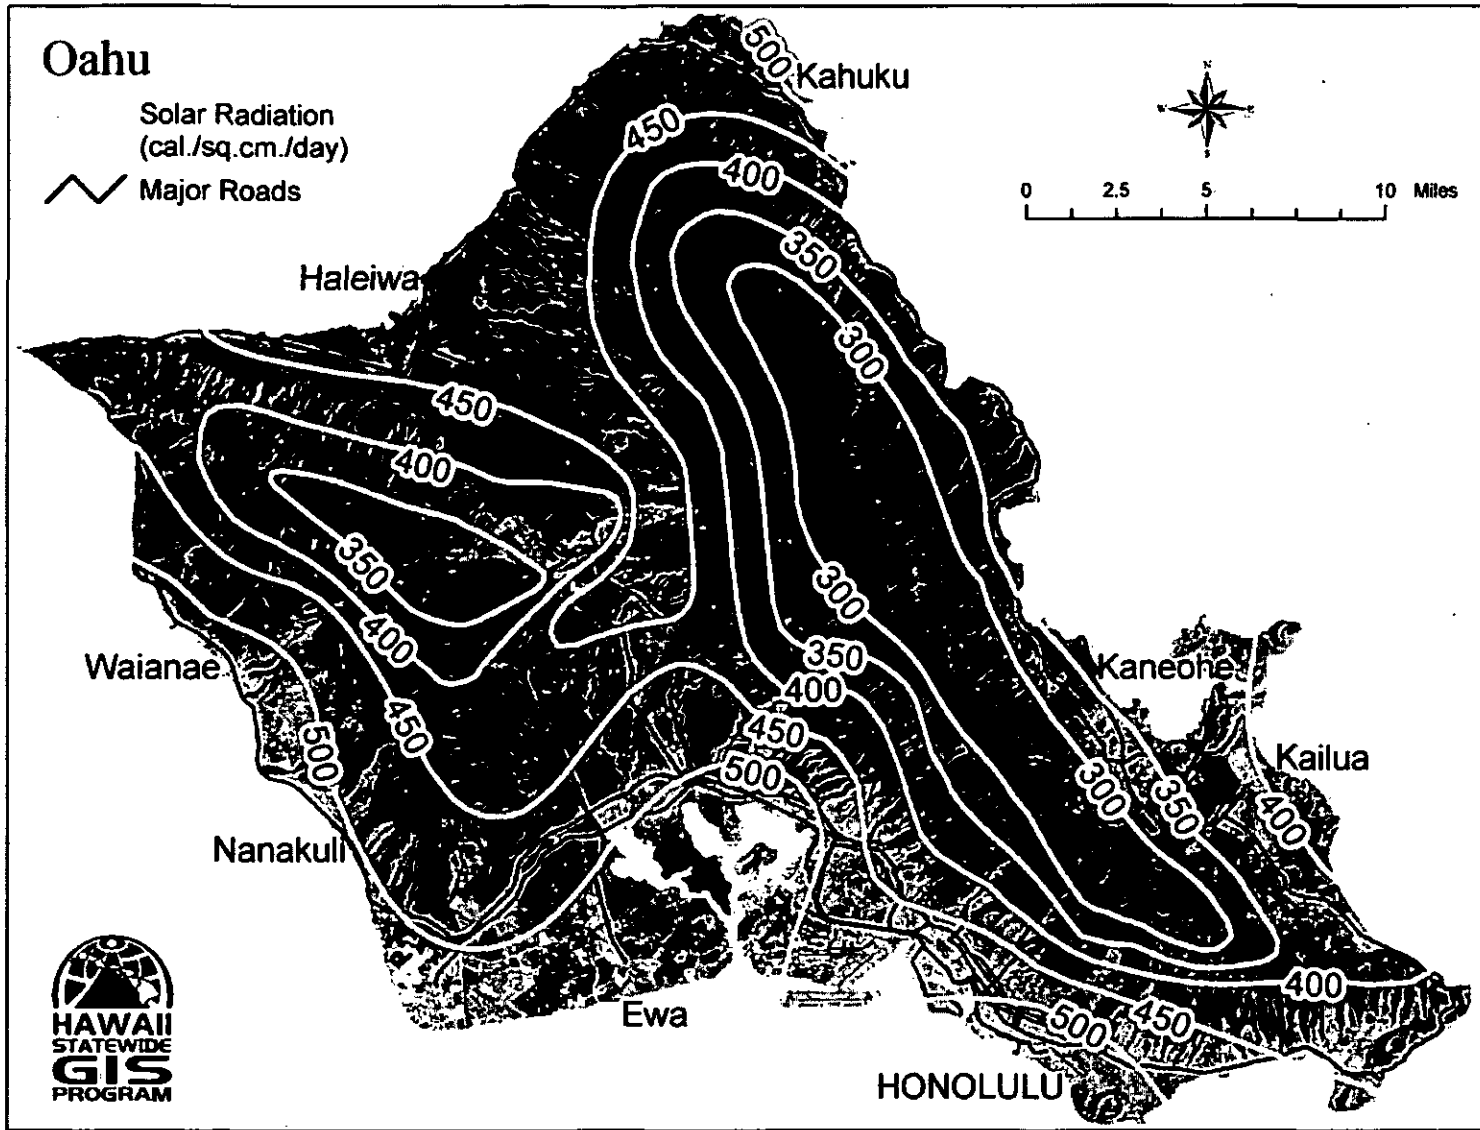 Oahu
Solar Radiation
(cal./sq.cm./day)
Major Roads
500
Kahuku
N
W
E
S
0 2.5 5 10 Miles
450
400
350
300
Haleiwa
450
400
350
400
450
500
300
350
400
450
500
Waianae
Nanakuli
Kaneohe
Kailua
300
350
400
Ewa
400
450
500
HONOLULU
HAWAII
STATEWIDE
GIS
PROGRAM